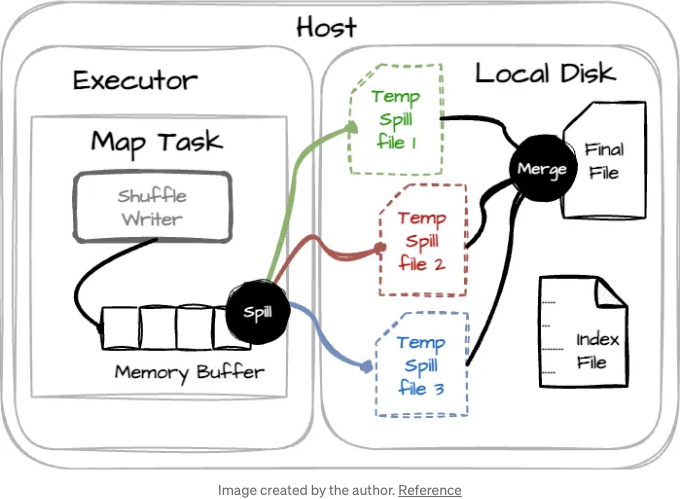 Host
Executor
Map Task
Shuffle
Writer
Memory Buffer
Spill
Local Disk
Temp
Spill
file 1
Temp
Spill
file 2
Temp
Spill
file 3
Merge
Final
File
Index
File
Image created by the author. Reference